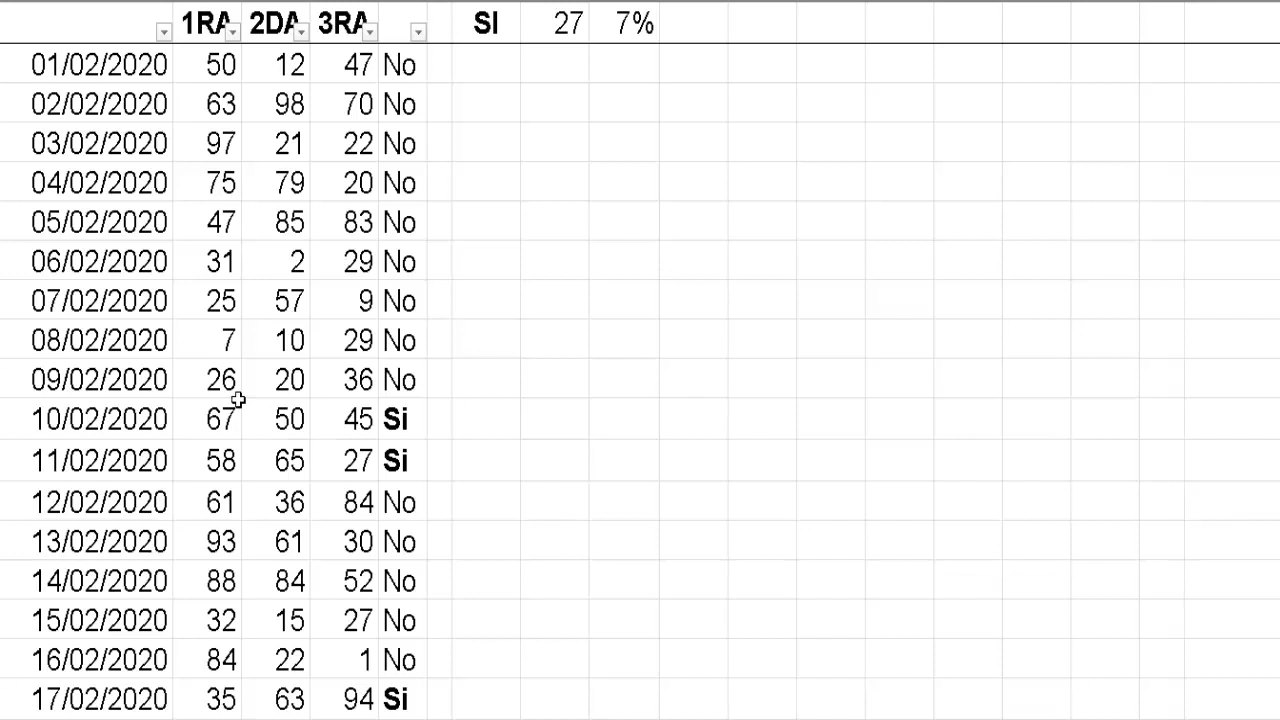 1RA 2DA 3RA SI 27 7%
01/02/2020 50 12 47 No
02/02/2020 63 98 70 No
03/02/2020 97 21 22 No
04/02/2020 75 79 20 No
05/02/2020 47 85 83 No
06/02/2020 31 2 29 No
07/02/2020 25 57 9 No
08/02/2020 7 10 29 No
09/02/2020 26 20 36 No
10/02/2020 67 50 45 Si
11/02/2020 58 65 27 Si
12/02/2020 61 36 84 No
13/02/2020 93 61 30 No
14/02/2020 88 84 52 No
15/02/2020 32 15 27 No
16/02/2020 84 22 1 No
17/02/2020 35 63 94 Si